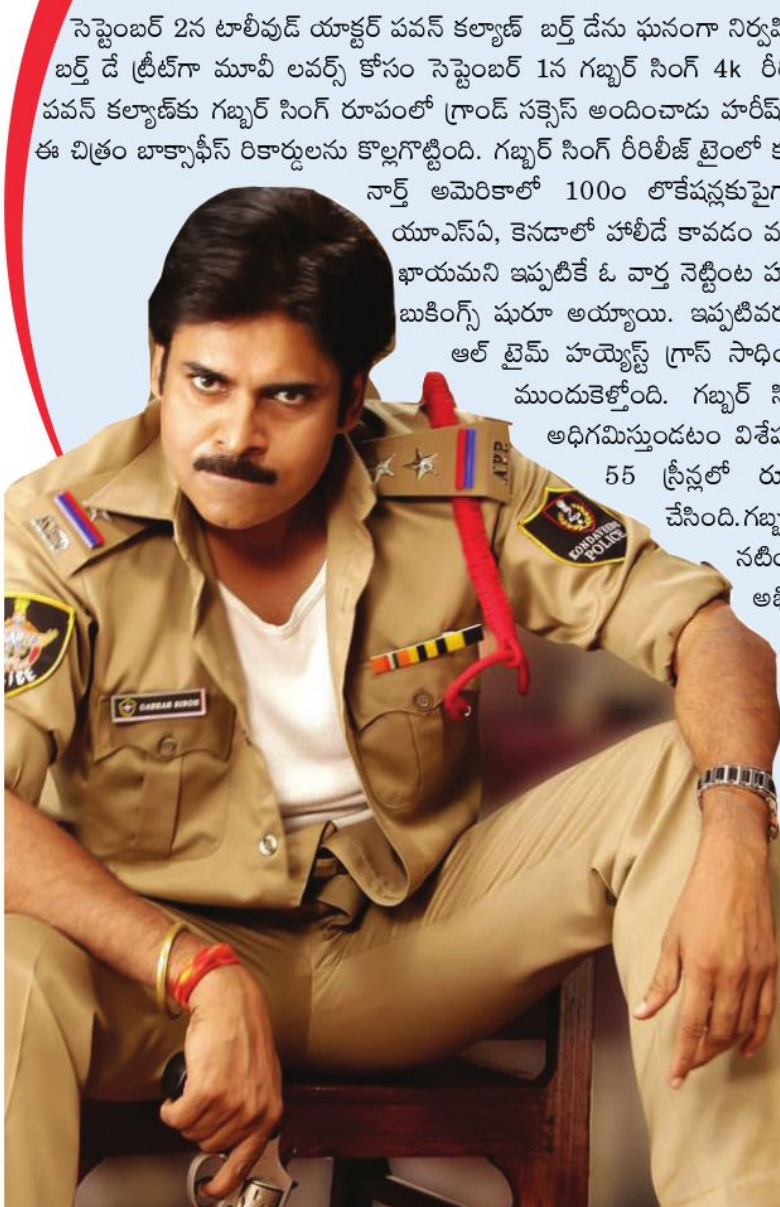 సెప్టెంబర్ 2న టాలీవుడ్ యాక్టర్ పవన్ కల్యాణ్ బర్త్ డేను ఘనంగా నిర్వహి
బర్త్ డే ట్రీట్‌గా మూవీ లవర్స్ కోసం సెప్టెంబర్ 1న గబ్బర్ సింగ్ 4k రీరి
పవన్ కల్యాణ్‌కు గబ్బర్ సింగ్ రూపంలో గ్రాండ్ సక్సెస్ అందించాడు హరీష్
ఈ చిత్రం బాక్సాఫీస్ రికార్డులను కొల్లగొట్టింది. గబ్బర్ సింగ్ రీరిలీజ్ టైంలో
నార్త్ అమెరికాలో 100ం లొకేషన్లకుపైగా
యూఎస్ఏ, కెనడాలో హాలీడే కావడం
ఖాయమని ఇప్పటికే ఓ వార్త నెట్టింట
బుకింగ్స్ షురూ అయ్యాయి. ఇప్పటివర
ఆల్ టైమ్ హయ్యెస్ట్ గ్రాస్ సాధిం
ముందుకెళ్తోంది. గబ్బర్ సి
అధిగమిస్తుండటం విశేష
55 స్రీన్లలో రూ
చేసింది.గబ్బ
నటిం
అభి
A.P.P.
KONDAVEEDU
POLICE
GABBAR SINGH